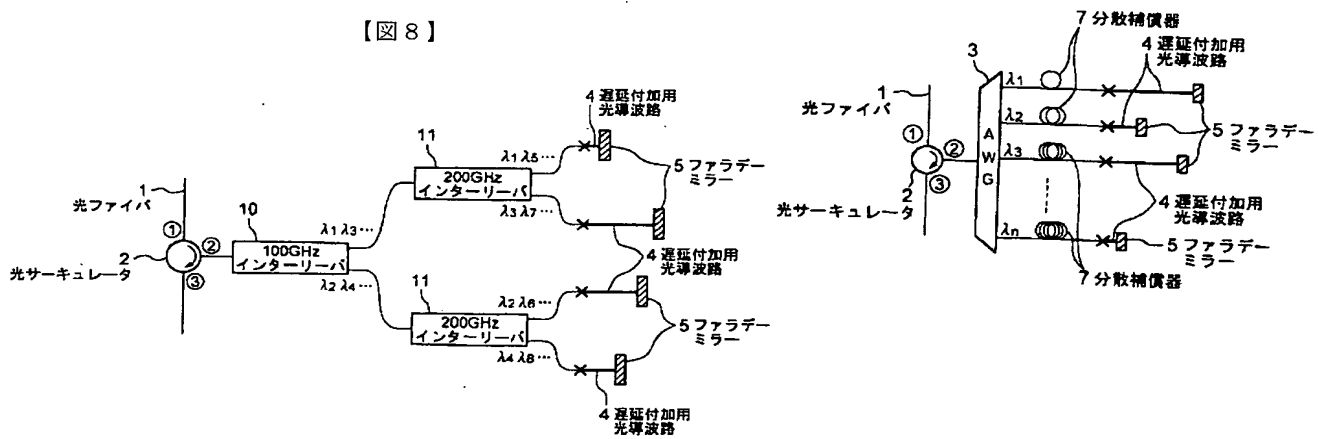 【図8】
4 遅延付加用
光導波路
11
λ1 λ5…
200GHz
インターリーバ
5 ファラデー
ミラー
1
光ファイバ
10
①
λ1 λ3…
λ3 λ7…
2
②
100GHz
インターリーバ
光サーキュレータ
③
λ2 λ4…
4 遅延付加用
光導波路
11
λ2 λ6…
200GHz
インターリーバ
5 ファラデー
ミラー
λ4 λ8…
4 遅延付加用
光導波路
7 分散補償器
3
4 遅延付加用
光導波路
λ1
1
光ファイバ
λ2
①
A
W
G
5 ファラデー
ミラー
②
λ3
2
③
光サーキュレータ
4 遅延付加用
光導波路
λn
5 ファラデー
ミラー
7 分散補償器